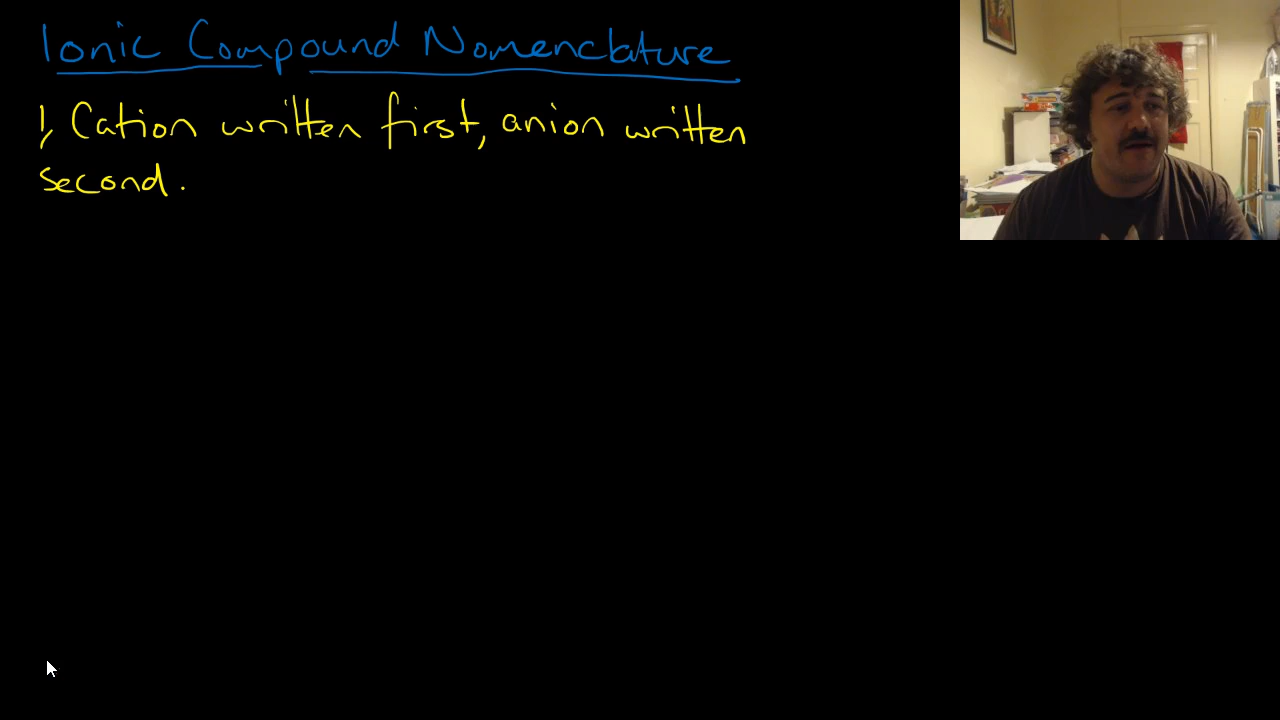 Ionic Compound Nomenclature
1, Cation written first, anion written
second.